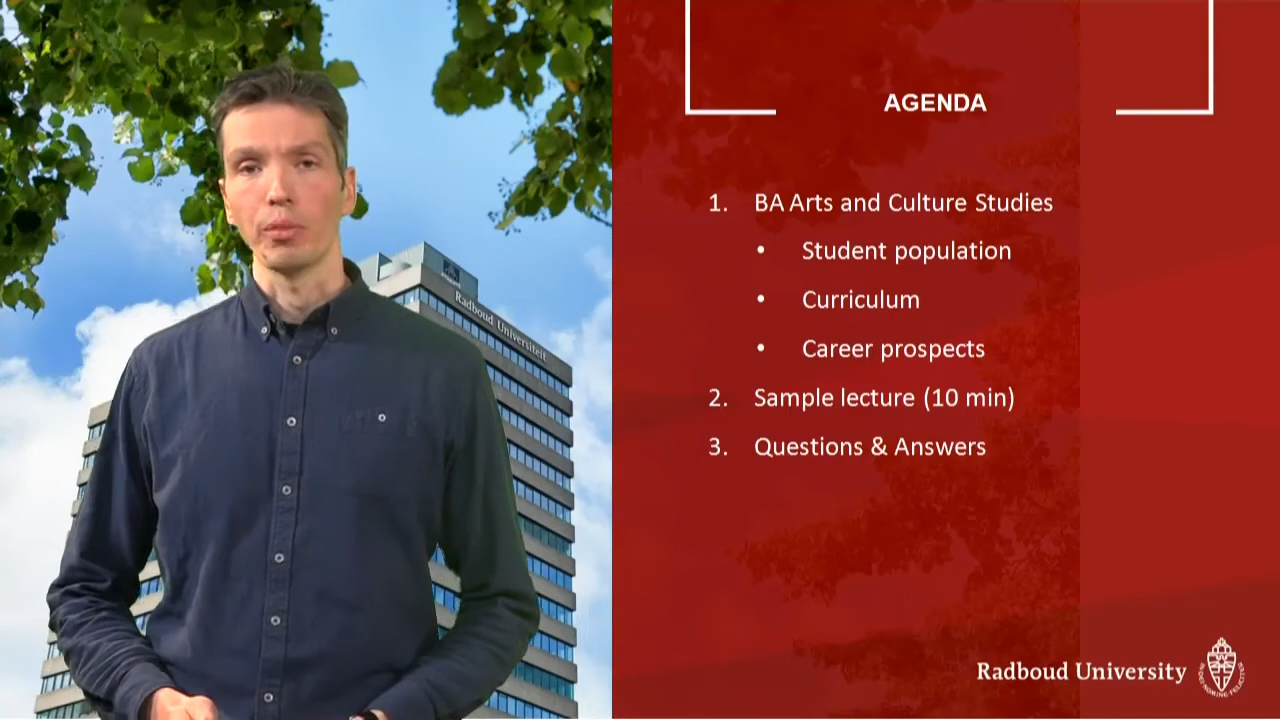 Radboud Universiteit
AGENDA
1. BA Arts and Culture Studies
• Student population
• Curriculum
• Career prospects
2. Sample lecture (10 min)
3. Questions & Answers
Radboud University